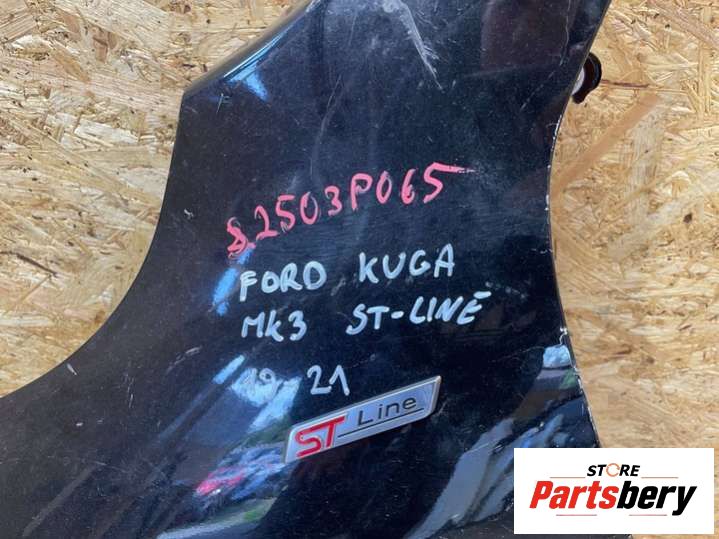 S2503P065
FORD KUGA
MK3 ST-LINE
19-21
ST Line
STORE
Partsbery